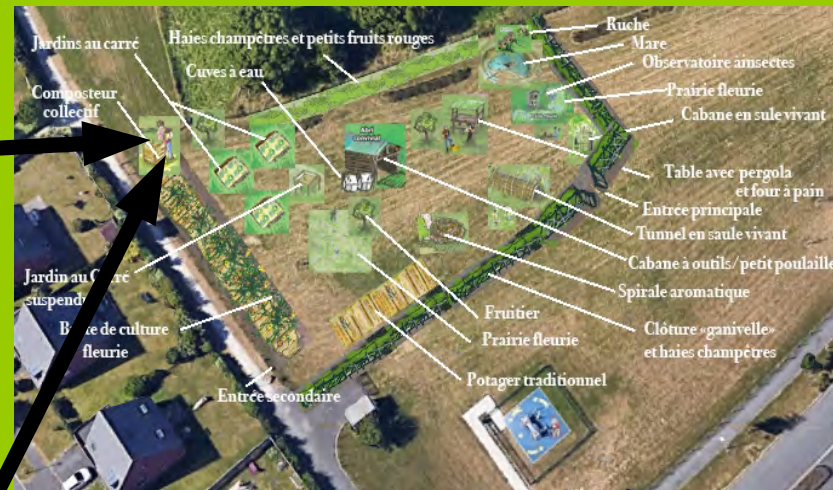 Ruche
Mare
Observatoire ainsectes
Prairie fleurie
Cabane en sule vivant
Table avec pergola
et four à pain
Entrée principale
Tunnel en saule vivant
Cabane à outils/petit poulaille
Spirale aromatique
Clôture «ganivelle»
et haies champêtres
Haies champêtres et petits fruits rouges
Jardins au carré
Cuves à eau
Composteur
collectif
Abri
Jardin au Carré
suspendu
de culture
fleurie
Entrée secondaire
Fruitier
Prairie fleurie
Potager traditionnel